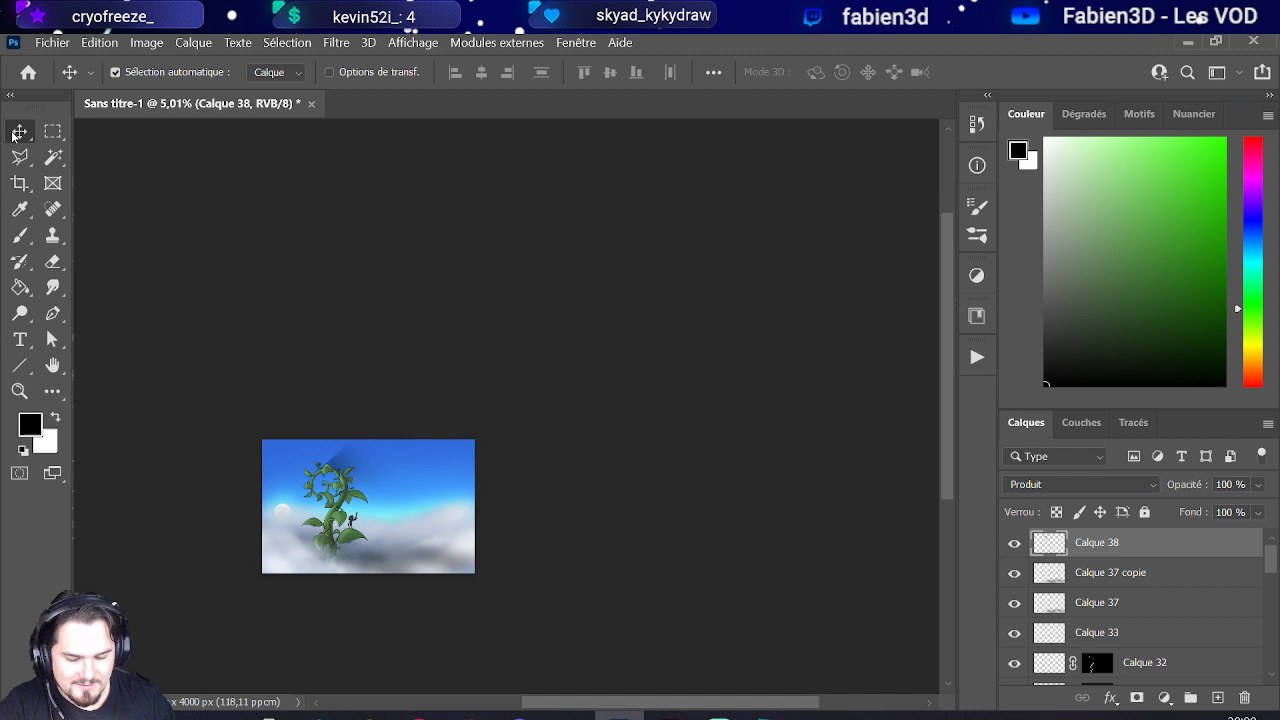 cryofreeze_
kevin52i_: 4
skyad_kykydraw
fabien3d
Fabien3D - Les VOD
Ps
Fichier Edition Image Calque Texte Sélection Filtre 3D Affichage Modules externes Fenêtre Aide
Sélection automatique : Calque Options de transf. Mode 3D :
Sans titre-1 @ 5,01% (Calque 38, RVB/8) *
Couleur Dégradés Motifs Nuancier
Calques Couches Tracés
Type
Produit Opacité : 100 %
Verrou : Fond : 100 %
Calque 38
Calque 37 copie
Calque 37
Calque 33
Calque 32
x 4000 px (118,11 ppcm)
fx